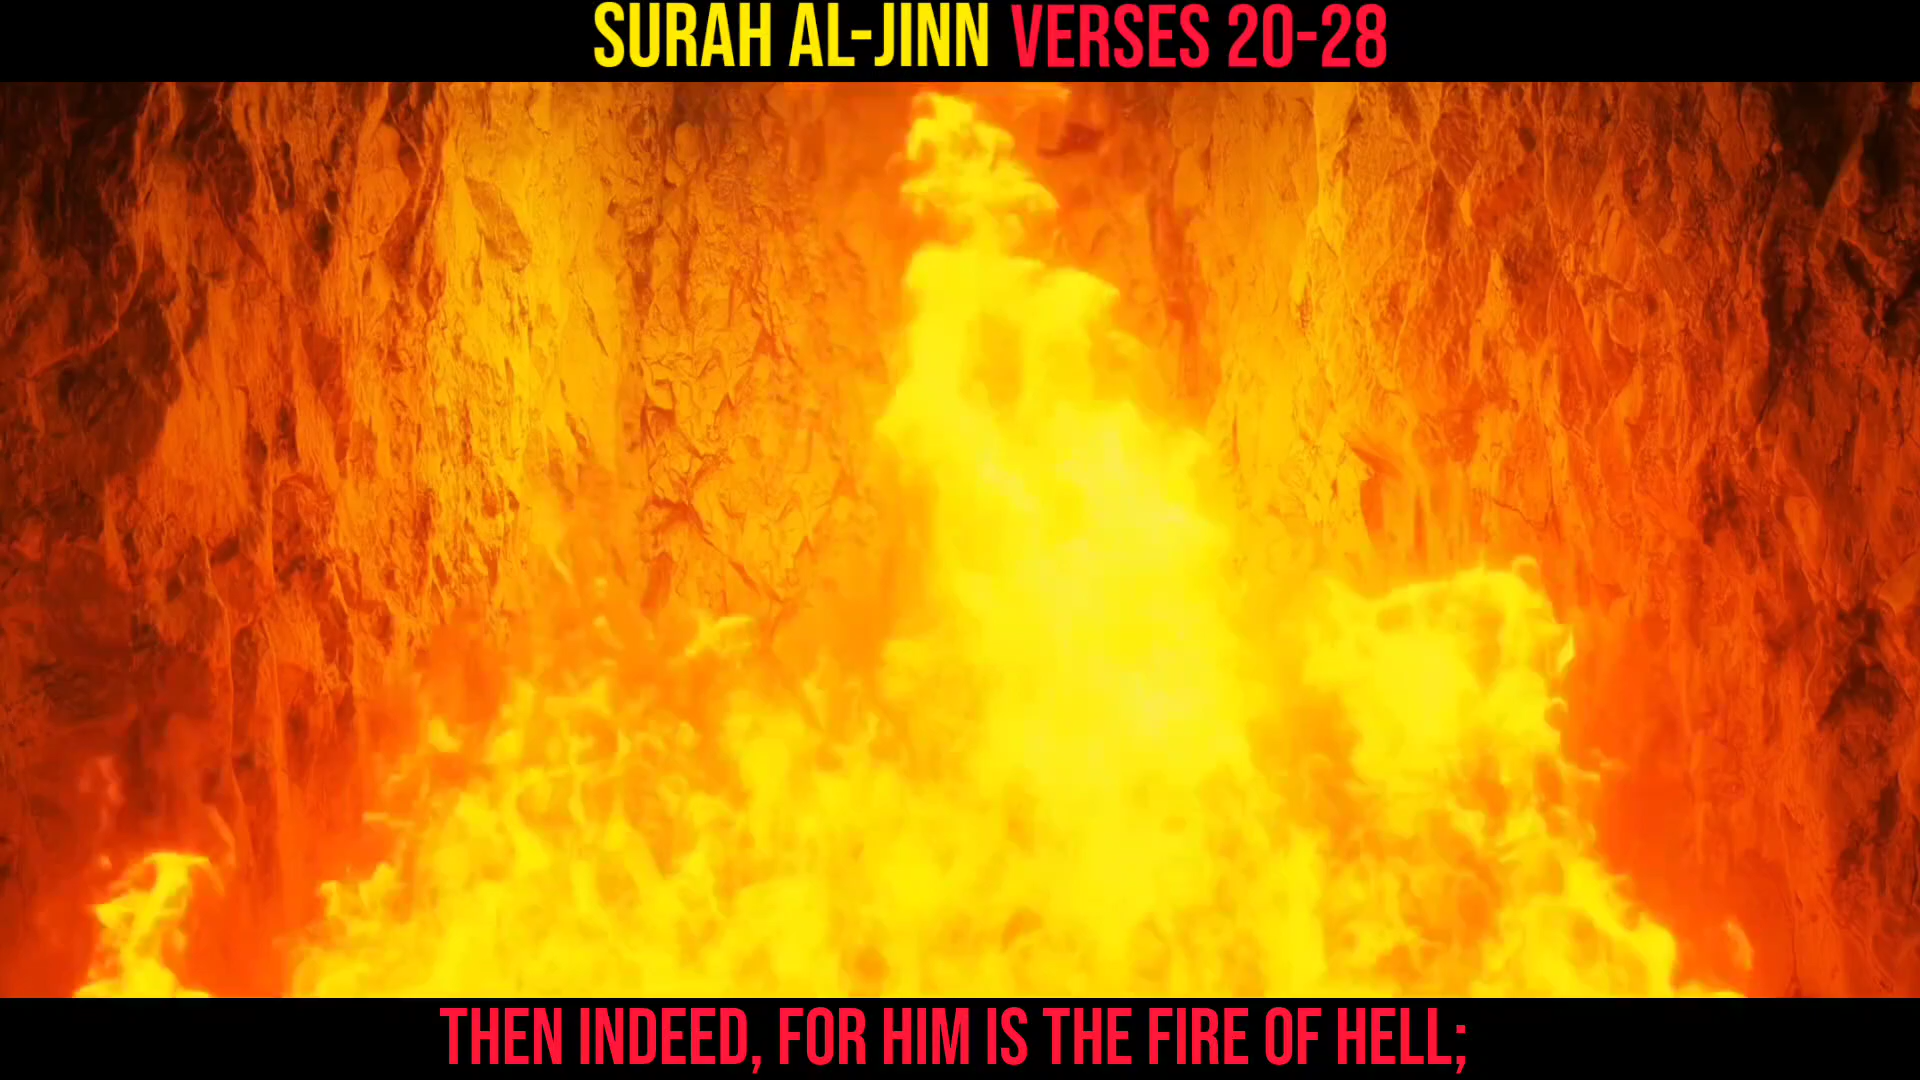 SURAH AL-JINN VERSES 20-28
THEN INDEED, FOR HIM IS THE FIRE OF HELL;